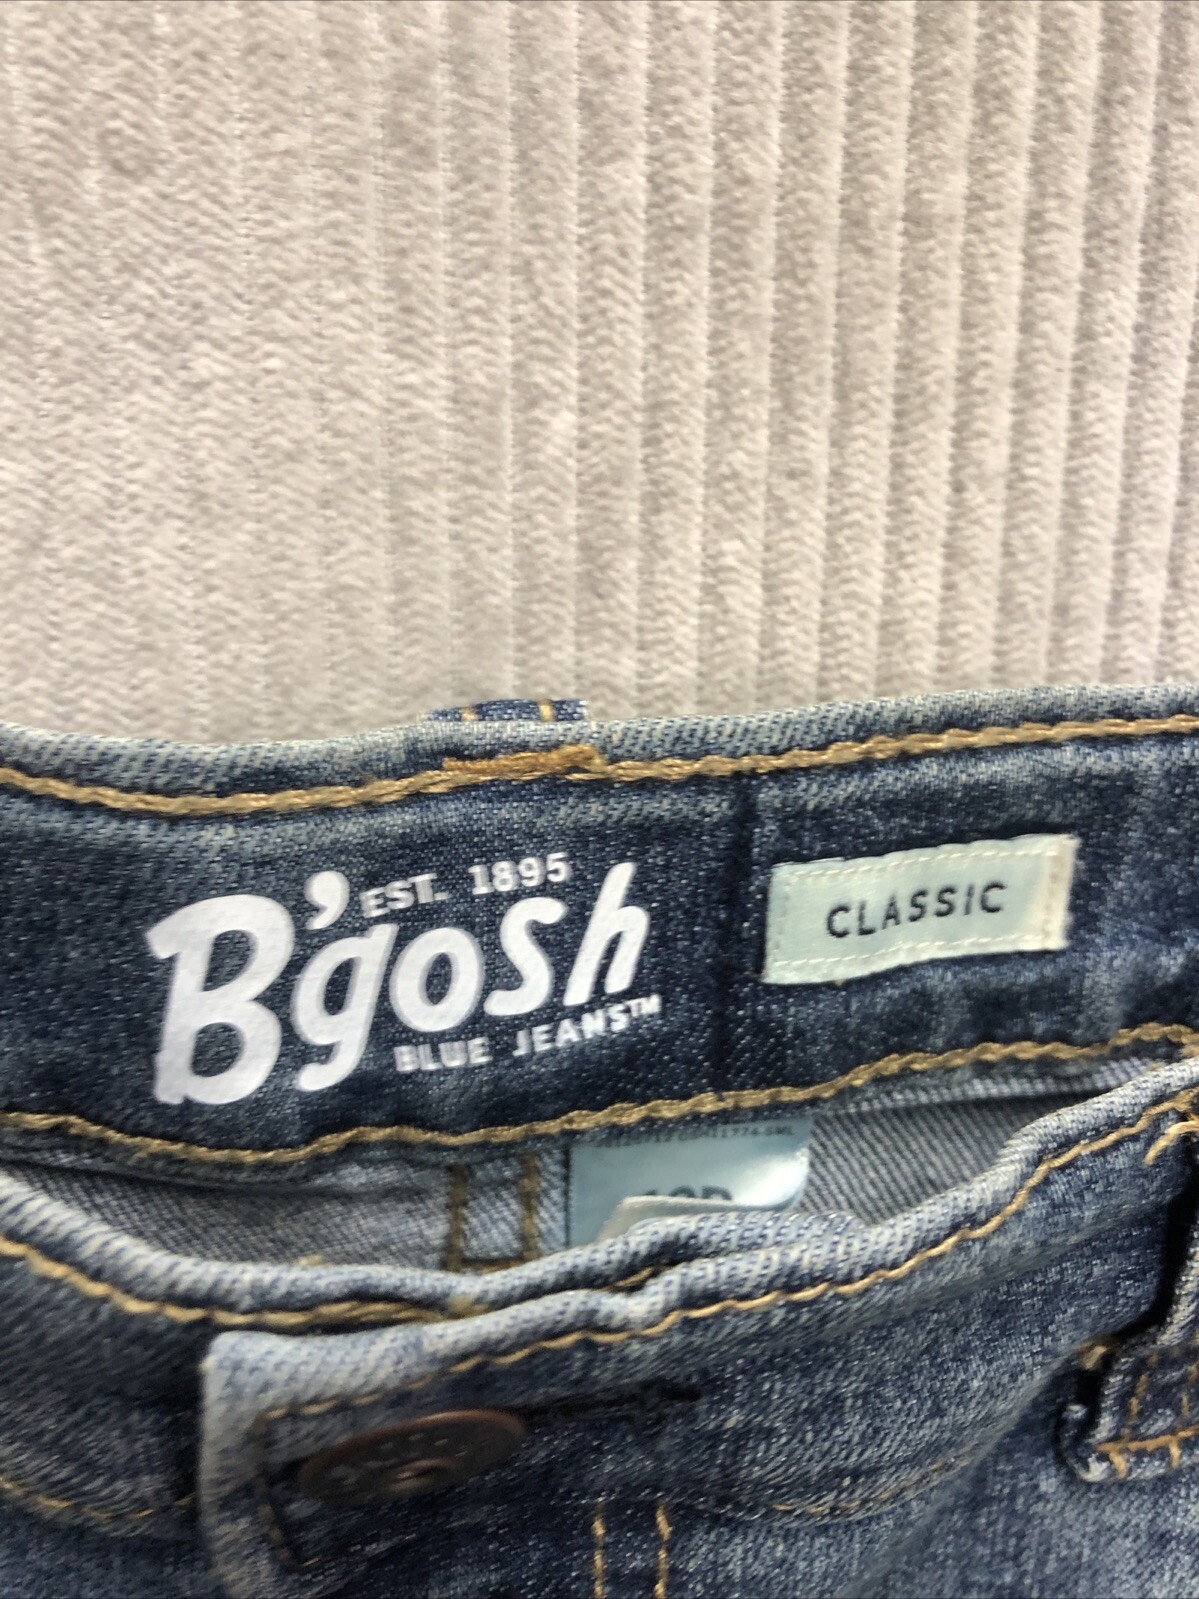 EST. 1895
B'gosh
BLUE JEANS™
CLASSIC